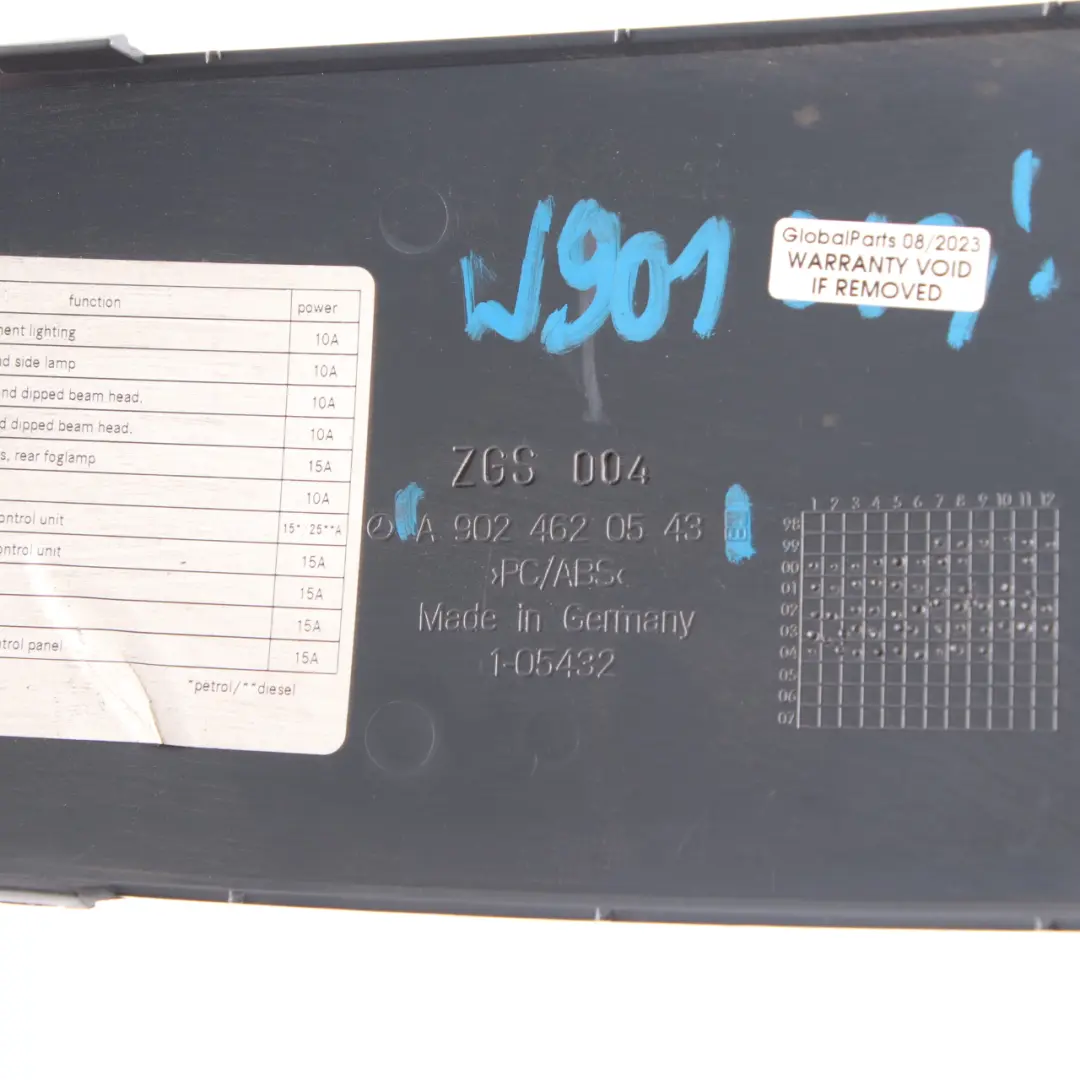 function power
ent lighting 10A
d side lamp 10A
nd dipped beam head. 10A
d dipped beam head. 10A
s, rear foglamp 15A
10A
ontrol unit 15* 25**A
ontrol unit 15A
15A
15A
trol panel 15A
*petrol/**diesel
W901
GlobalParts 08/2023
WARRANTY VOID
IF REMOVED
ZGS 004
A 902 462 05 43
>PC/ABS<
Made in Germany
1-05432
1 2 3 4 5 6 7 8 9 10 11 12
98
99
00
01
02
03
04
05
06
07